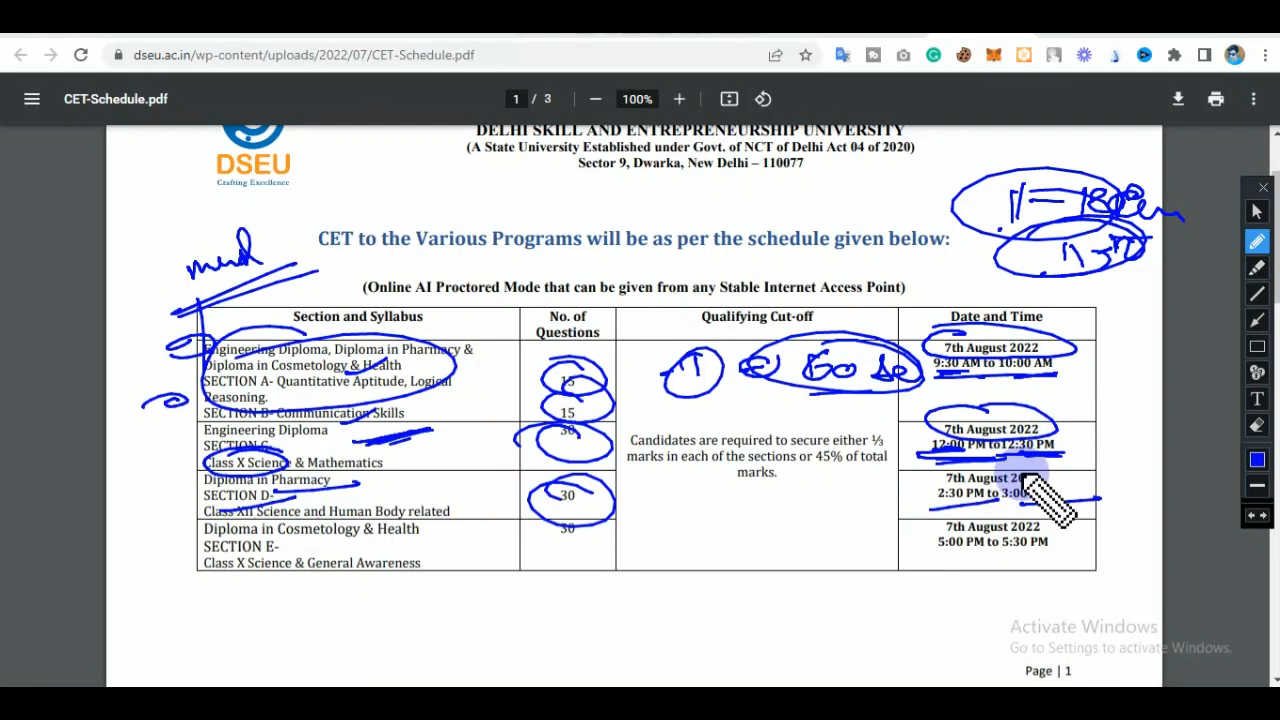 dseu.ac.in/wp-content/uploads/2022/07/CET-Schedule.pdf
CET-Schedule.pdf
1 / 3
100%
DELHI SKILL AND ENTREPRENEURSHIP UNIVERSITY
(A State University Established under Govt. of NCT of Delhi Act 04 of 2020)
Sector 9, Dwarka, New Delhi – 110077
DSEU
Crafting Excellence
CET to the Various Programs will be as per the schedule given below:
(Online AI Proctored Mode that can be given from any Stable Internet Access Point)
Section and Syllabus
No. of
Questions
Qualifying Cut-off
Date and Time
Engineering Diploma, Diploma in Pharmacy &
Diploma in Cosmetology & Health
SECTION A- Quantitative Aptitude, Logical
Reasoning.
SECTION B- Communication Skills
15
15
7th August 2022
9:30 AM to 10:00 AM
Engineering Diploma
SECTION C-
Class X Science & Mathematics
30
7th August 2022
12:00 PM to12:30 PM
Candidates are required to secure either ⅓
marks in each of the sections or 45% of total
marks.
Diploma in Pharmacy
SECTION D-
Class XII Science and Human Body related
30
7th August
2:30 PM to 3:00
Diploma in Cosmetology & Health
SECTION E-
Class X Science & General Awareness
30
7th August 2022
5:00 PM to 5:30 PM
Activate Windows
Go to Settings to activate Windows.
Page | 1